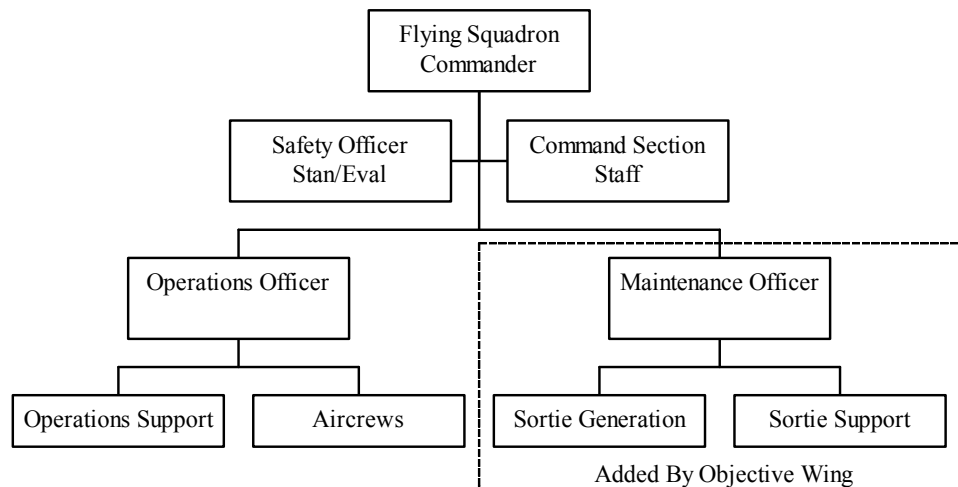 Flying Squadron
Commander
Safety Officer
Stan/Eval
Command Section
Staff
Operations Officer
Maintenance Officer
Operations Support
Aircrews
Sortie Generation
Sortie Support
Added By Objective Wing